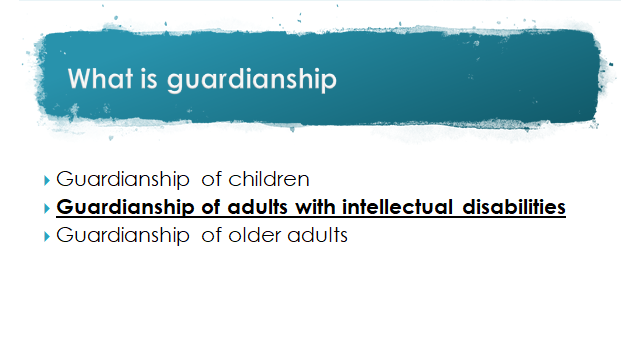 What is guardianship
Guardianship of children
Guardianship of adults with intellectual disabilities
Guardianship of older adults